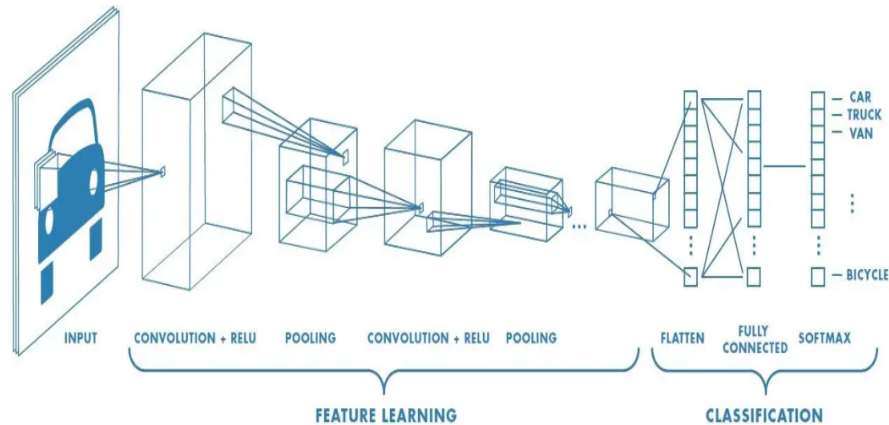 CAR
TRUCK
VAN
BICYCLE
INPUT
CONVOLUTION + RELU
POOLING
CONVOLUTION + RELU
POOLING
FLATTEN
FULLY
CONNECTED
SOFTMAX
FEATURE LEARNING
CLASSIFICATION